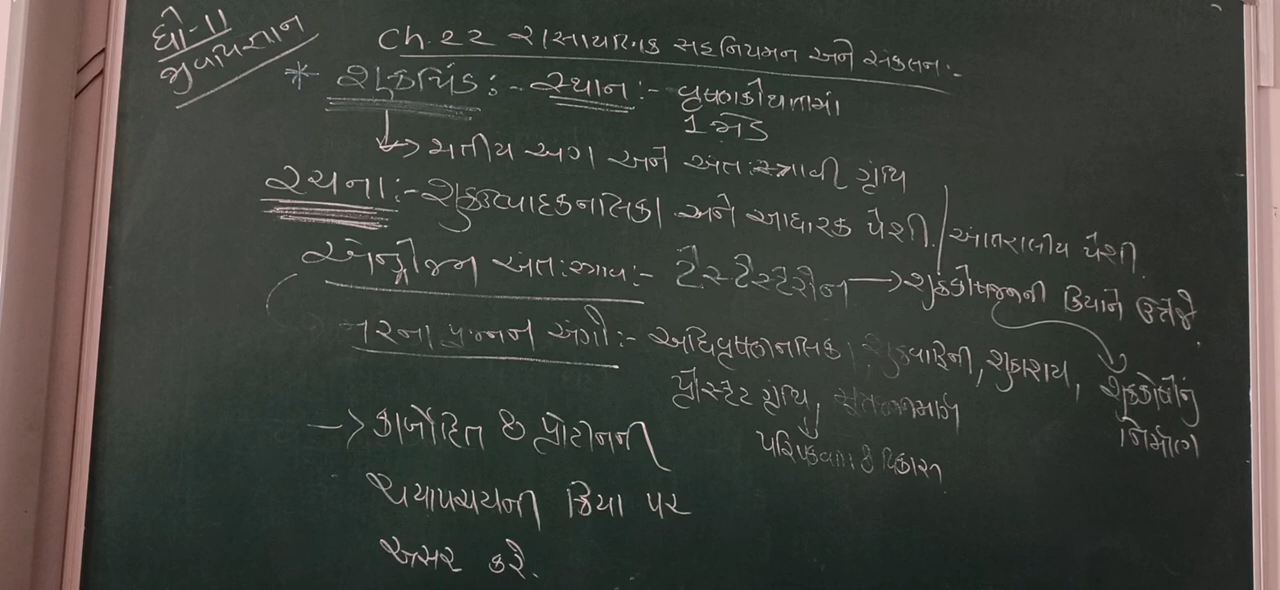 ધો-11
જીવવિજ્ઞાન
Ch. 22 રાસાયણિક સહનિયમન અને સંકલન :-
* શુક્રપિંડ :- સ્થાન :- વૃષણકોથળીમાં
1 જોડ
↳ જાતીય અંગ અને અંતઃસ્ત્રાવી ગ્રંથિ
રચના :- શુક્રોત્પાદકનલિકા અને આધારક પેશી. / આંતરાલીય પેશી
એન્ડ્રોજન અંતઃસ્ત્રાવ :- ટેસ્ટેસ્ટેરોન → શુક્રકોષજનની ક્રિયાને ઉત્તેજે
નરના પ્રજનન અંગો :- અધિવૃષણનલિકા, શુક્રવાહિની, શુક્રાશય, શુક્રકોષોનું
પ્રોસ્ટેટ ગ્રંથિ, મૂત્રજનનમાર્ગ નિર્માણ
પરિપક્વતા & વિકાસ
→ કાર્બોદિત & પ્રોટીનની
ચયાપચયની ક્રિયા પર
અસર કરે.